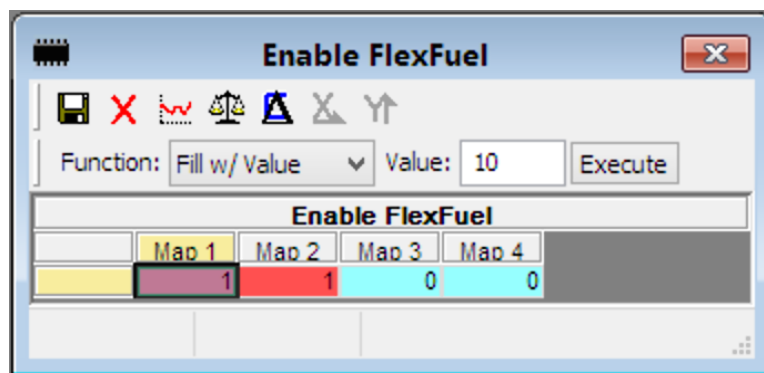 Enable FlexFuel
Function: Fill w/ Value Value: 10 Execute
Enable FlexFuel
Map 1 Map 2 Map 3 Map 4
1 1 0 0